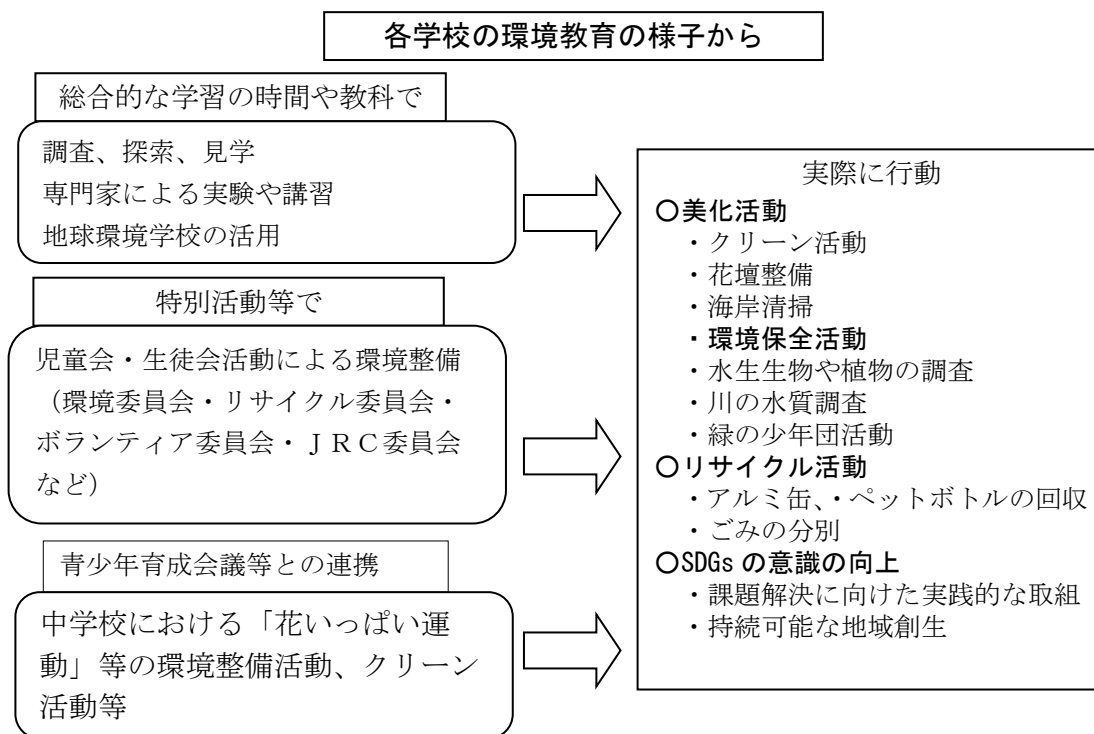 各学校の環境教育の様子から
総合的な学習の時間や教科で
調査、探索、見学
専門家による実験や講習
地球環境学校の活用
特別活動等で
児童会・生徒会活動による環境整備
（環境委員会・リサイクル委員会・
ボランティア委員会・ＪＲＣ委員会
など）
青少年育成会議等との連携
中学校における「花いっぱい運
動」等の環境整備活動、クリーン
活動等
実際に行動
〇美化活動
・クリーン活動
・花壇整備
・海岸清掃
・環境保全活動
・水生生物や植物の調査
・川の水質調査
・緑の少年団活動
〇リサイクル活動
・アルミ缶、・ペットボトルの回収
・ごみの分別
〇SDGs の意識の向上
・課題解決に向けた実践的な取組
・持続可能な地域創生